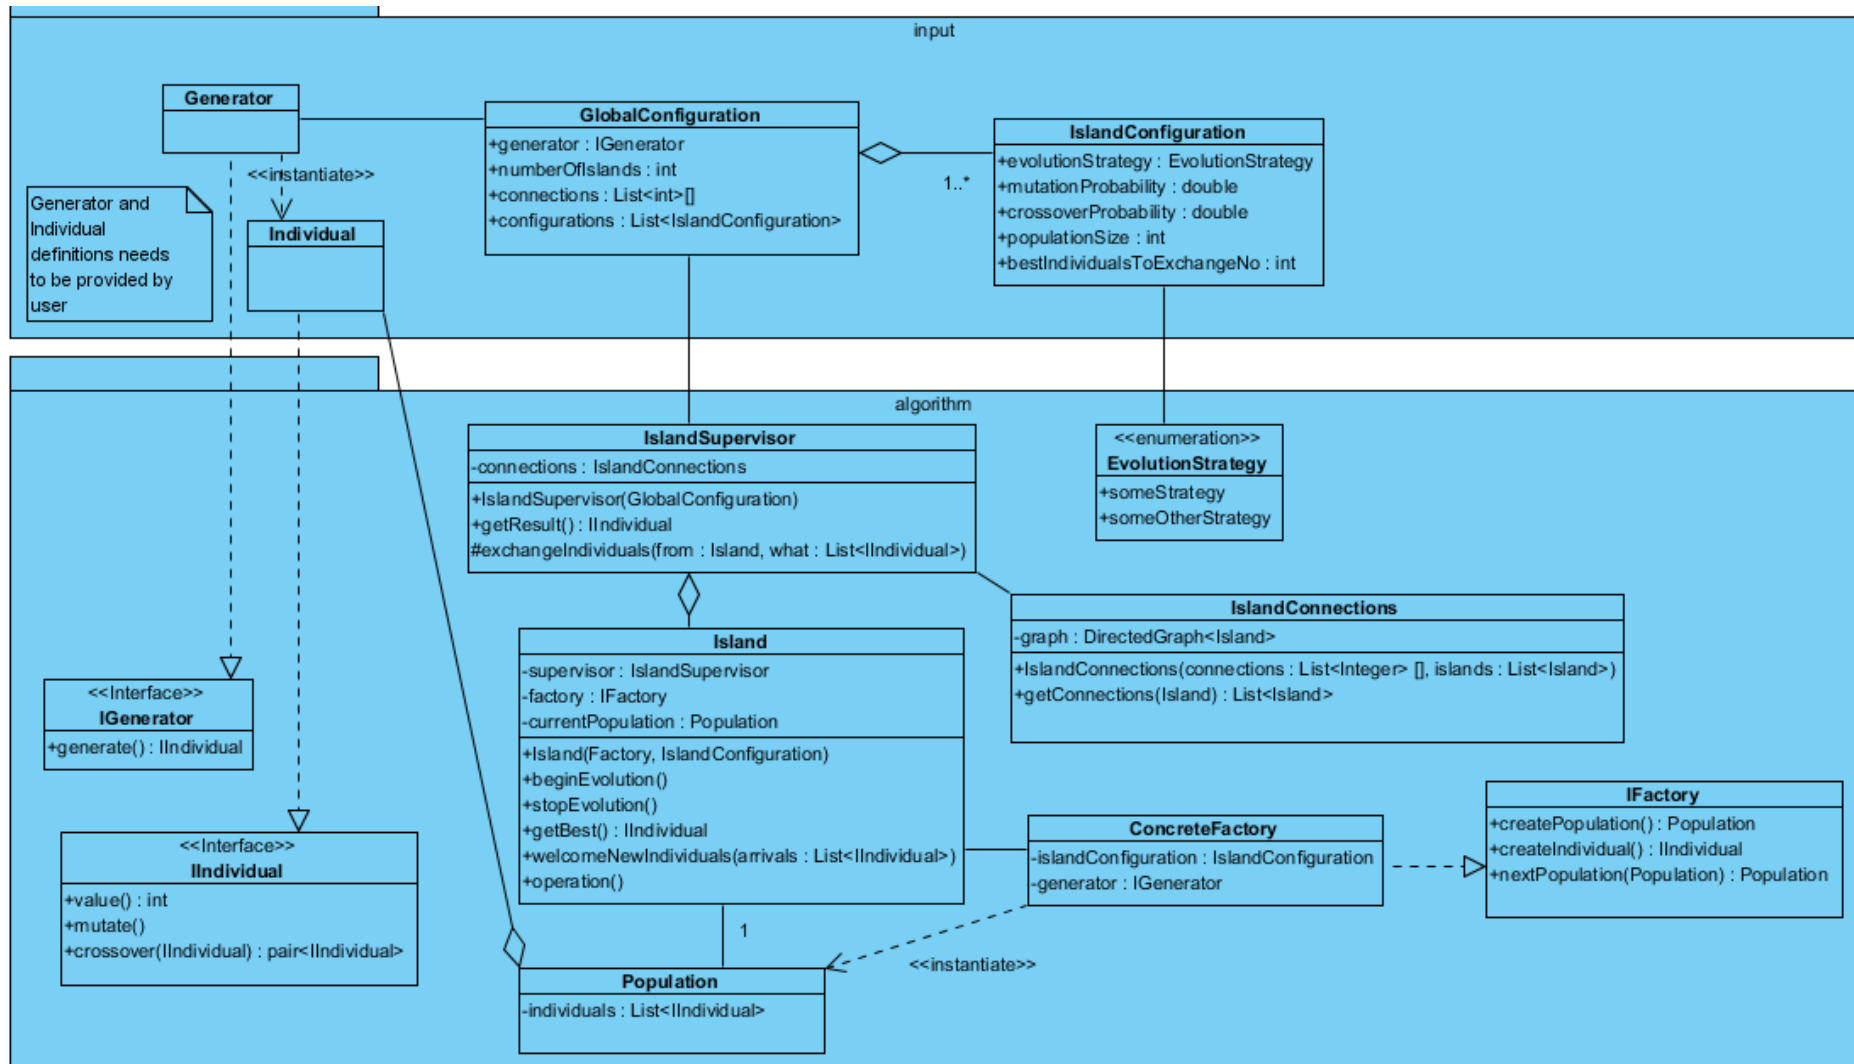 input
Generator
<<instantiate>>
Generator and
Individual
definitions needs
to be provided by
user
Individual
GlobalConfiguration
+generator : IGenerator
+numberOfIslands : int
+connections : List<int>[]
+configurations : List<IslandConfiguration>
1..*
IslandConfiguration
+evolutionStrategy : EvolutionStrategy
+mutationProbability : double
+crossoverProbability : double
+populationSize : int
+bestIndividualsToExchangeNo : int
algorithm
IslandSupervisor
-connections : IslandConnections
+IslandSupervisor(GlobalConfiguration)
+getResult() : IIndividual
#exchangeIndividuals(from : Island, what : List<IIndividual>)
<<enumeration>>
EvolutionStrategy
+someStrategy
+someOtherStrategy
IslandConnections
-graph : DirectedGraph<Island>
+IslandConnections(connections : List<Integer> [], islands : List<Island>)
+getConnections(Island) : List<Island>
Island
-supervisor : IslandSupervisor
-factory : IFactory
-currentPopulation : Population
+Island(Factory, IslandConfiguration)
+beginEvolution()
+stopEvolution()
+getBest() : IIndividual
+welcomeNewIndividuals(arrivals : List<IIndividual>)
+operation()
<<Interface>>
IGenerator
+generate() : IIndividual
<<Interface>>
IIndividual
+value() : int
+mutate()
+crossover(IIndividual) : pair<IIndividual>
ConcreteFactory
-islandConfiguration : IslandConfiguration
-generator : IGenerator
IFactory
+createPopulation() : Population
+createIndividual() : IIndividual
+nextPopulation(Population) : Population
1
<<instantiate>>
Population
-individuals : List<IIndividual>